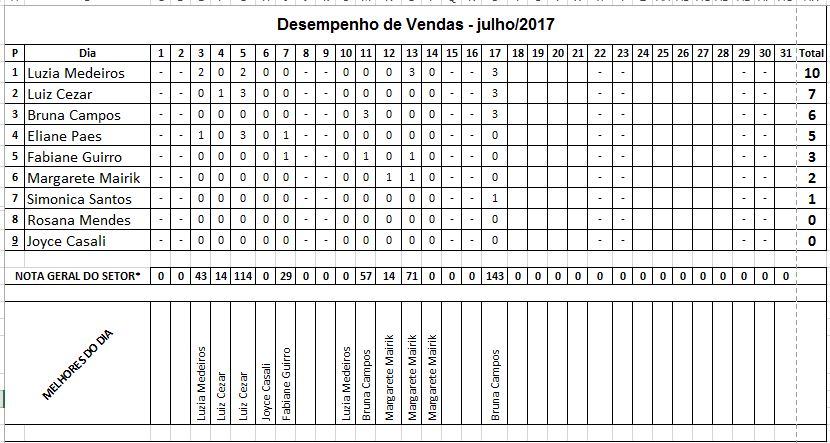 Desempenho de Vendas - julho/2017
P Dia 1 2 3 4 5 6 7 8 9 10 11 12 13 14 15 16 17 18 19 20 21 22 23 24 25 26 27 28 29 30 31 Total
1 Luzia Medeiros - - 2 0 2 0 0 - - 0 0 0 3 0 - - 3 - - - - 10
2 Luiz Cezar - - 0 1 3 0 0 - - 0 0 0 0 0 - - 3 - - - - 7
3 Bruna Campos - - 0 0 0 0 0 - - 0 3 0 0 0 - - 3 - - - - 6
4 Eliane Paes - - 1 0 3 0 1 - - 0 0 0 0 0 - - 0 - - - - 5
5 Fabiane Guirro - - 0 0 0 0 1 - - 0 1 0 1 0 - - 0 - - - - 3
6 Margarete Mairik - - 0 0 0 0 0 - - 0 0 1 1 0 - - 0 - - - - 2
7 Simonica Santos - - 0 0 0 0 0 - - 0 0 0 0 0 - - 1 - - - - 1
8 Rosana Mendes - - 0 0 0 0 0 - - 0 0 0 0 0 - - 0 - - - - 0
9 Joyce Casali - - 0 0 0 0 0 - - 0 0 0 0 0 - - 0 - - - - 0
NOTA GERAL DO SETOR* 0 0 43 14 114 0 29 0 0 0 57 14 71 0 0 0 143 0 0 0 0 0 0 0 0 0 0 0 0 0 0
MELHORES DO DIA
Luzia Medeiros
Luiz Cezar
Luiz Cezar
Joyce Casali
Fabiane Guirro
Luzia Medeiros
Bruna Campos
Margarete Mairik
Margarete Mairik
Margarete Mairik
Bruna Campos